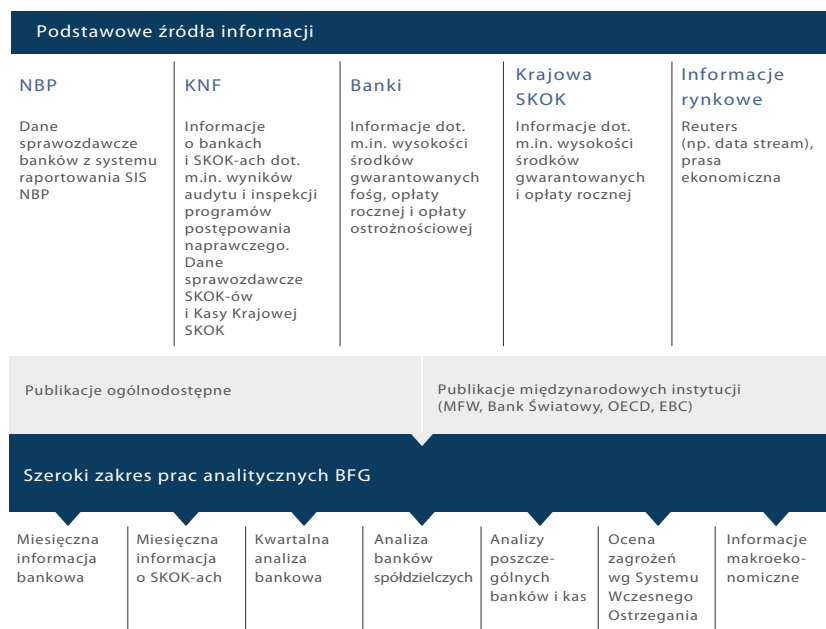 Podstawowe źródła informacji
NBP
Dane
sprawozdawcze
banków z systemu
raportowania SIS
NBP
KNF
Informacje
o bankach
i SKOK-ach dot.
m.in. wyników
audytu i inspekcji
programów
postępowania
naprawczego.
Dane
sprawozdawcze
SKOK-ów
i Kasy Krajowej
SKOK
Banki
Informacje dot.
m.in. wysokości
środków
gwarantowanych
fośg, opłaty
rocznej i opłaty
ostrożnościowej
Krajowa
SKOK
Informacje dot.
m.in. wysokości
środków
gwarantowanych
i opłaty rocznej
Informacje
rynkowe
Reuters
(np. data stream),
prasa
ekonomiczna
Publikacje ogólnodostępne
Publikacje międzynarodowych instytucji
(MFW, Bank Światowy, OECD, EBC)
Szeroki zakres prac analitycznych BFG
Miesięczna
informacja
bankowa
Miesięczna
informacja
o SKOK-ach
Kwartalna
analiza
bankowa
Analiza
banków
spółdzielczych
Analizy
poszcze-
gólnych
banków i kas
Ocena
zagrożeń
wg Systemu
Wczesnego
Ostrzegania
Informacje
makroeko-
nomiczne